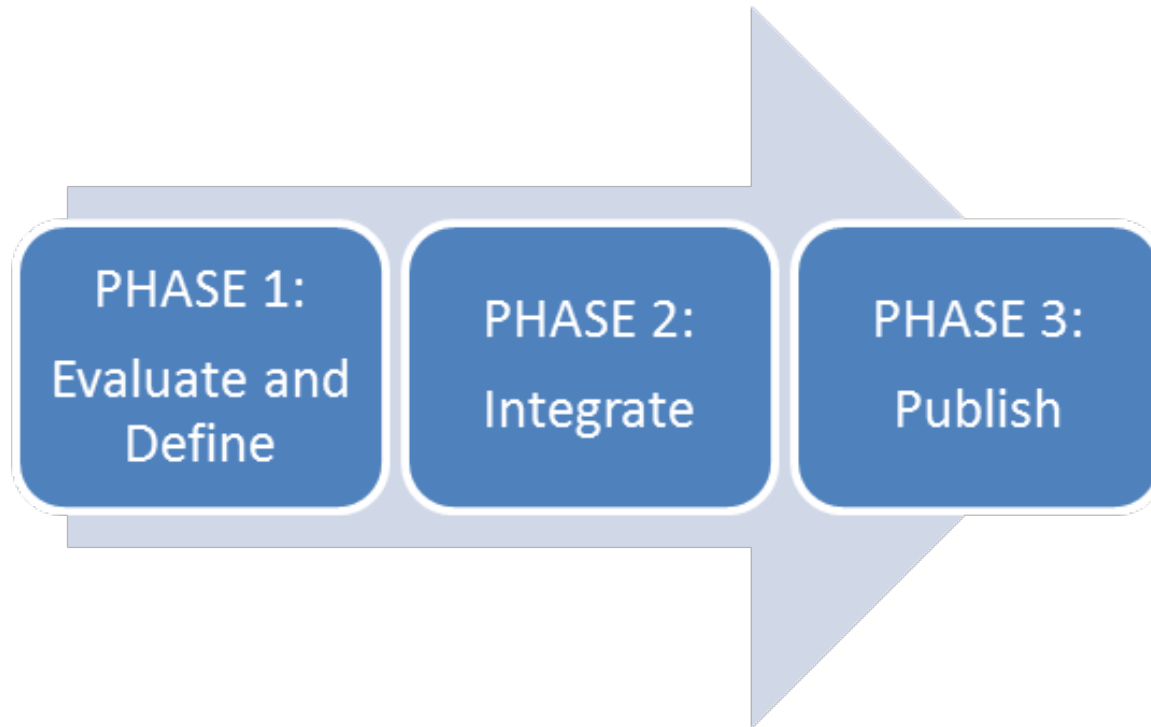 PHASE 1:
Evaluate and
Define
PHASE 2:
Integrate
PHASE 3:
Publish